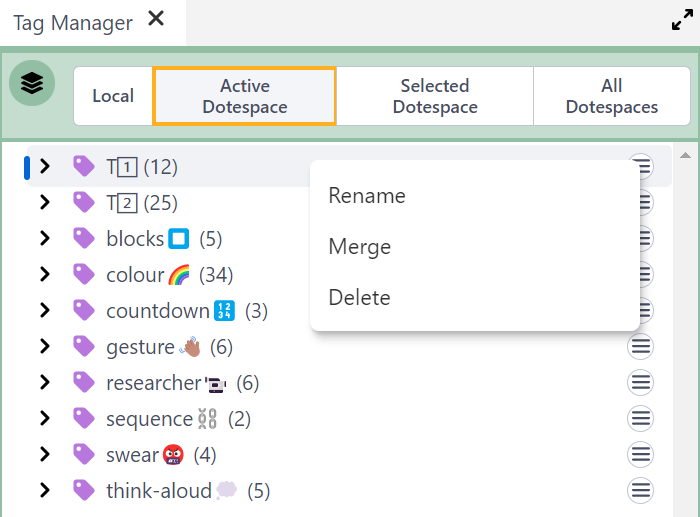 Tag Manager
Local
Active
Dotespace
Selected
Dotespace
All
Dotespaces
T1 (12)
T2 (25)
blocks (5)
colour🌈 (34)
countdown🔢 (3)
gesture (6)
researcher (6)
sequence (2)
swear (4)
think-aloud💭 (5)
Rename
Merge
Delete